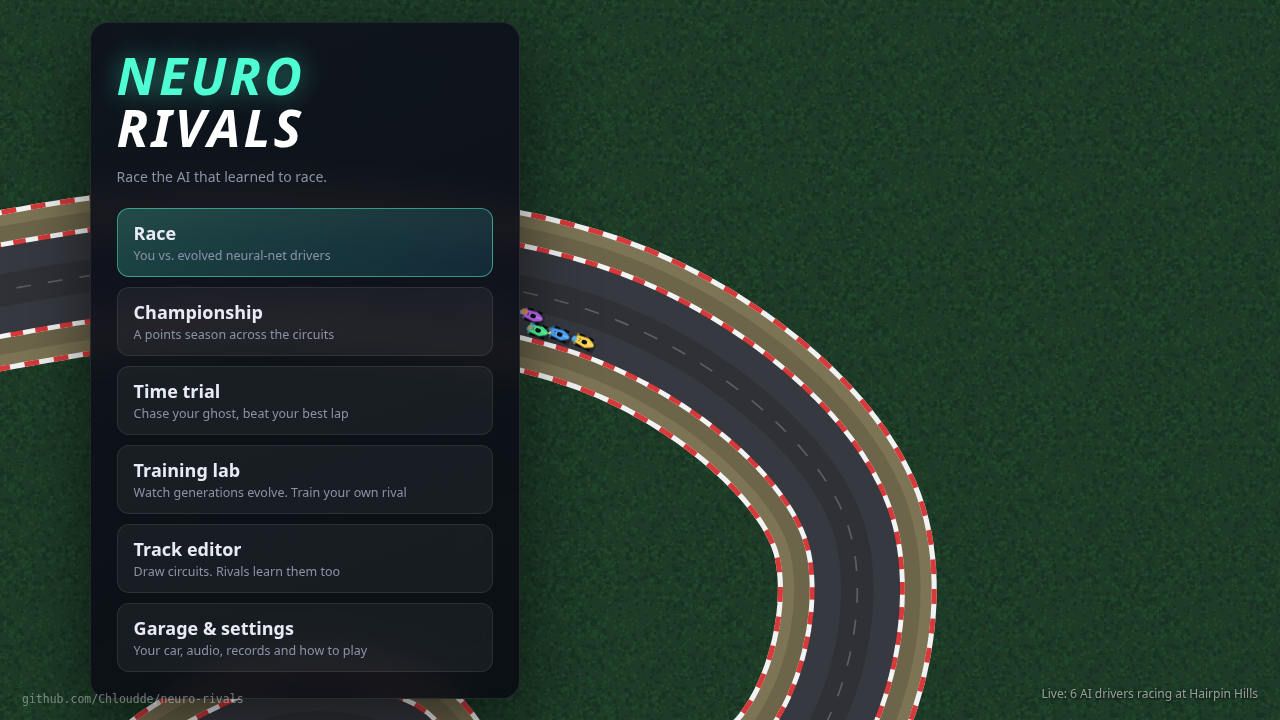 NEURO
RIVALS
Race the AI that learned to race.
Race
You vs. evolved neural-net drivers
Championship
A points season across the circuits
Time trial
Chase your ghost, beat your best lap
Training lab
Watch generations evolve. Train your own rival
Track editor
Draw circuits. Rivals learn them too
Garage & settings
Your car, audio, records and how to play
github.com/Chloudde/neuro-rivals
Live: 6 AI drivers racing at Hairpin Hills